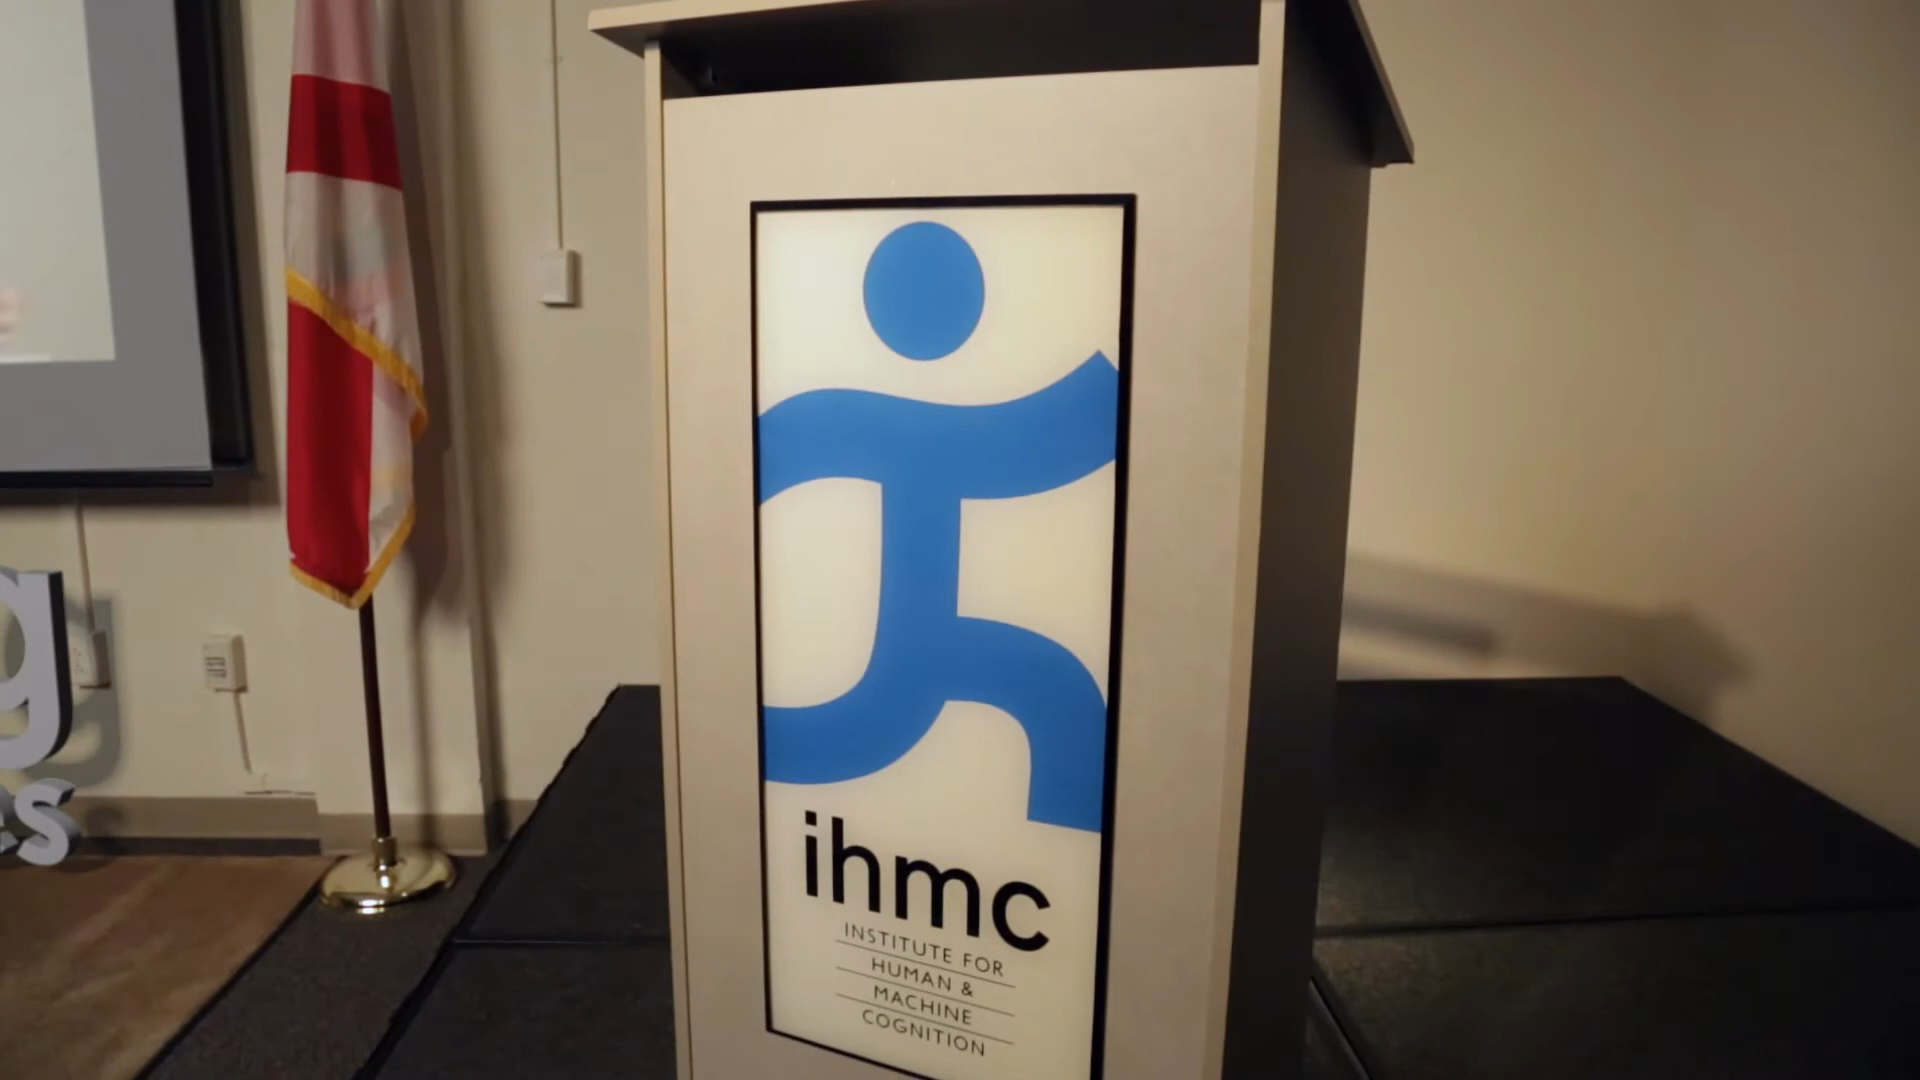 ihmc
INSTITUTE FOR
HUMAN &
MACHINE
COGNITION